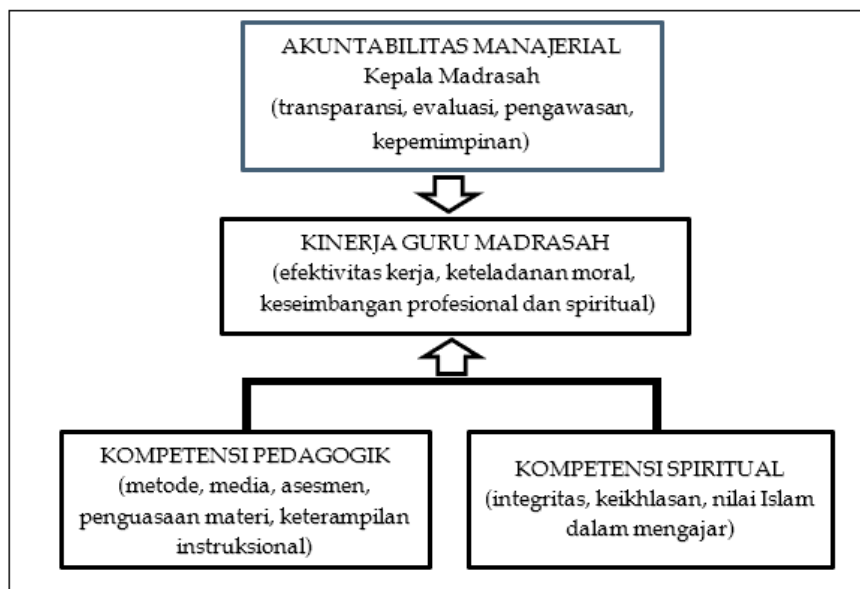 AKUNTABILITAS MANAJERIAL
Kepala Madrasah
(transparansi, evaluasi, pengawasan,
kepemimpinan)
KINERJA GURU MADRASAH
(efektivitas kerja, keteladanan moral,
keseimbangan profesional dan spiritual)
KOMPETENSI PEDAGOGIK
(metode, media, asesmen,
penguasaan materi, keterampilan
instruksional)
KOMPETENSI SPIRITUAL
(integritas, keikhlasan, nilai Islam
dalam mengajar)